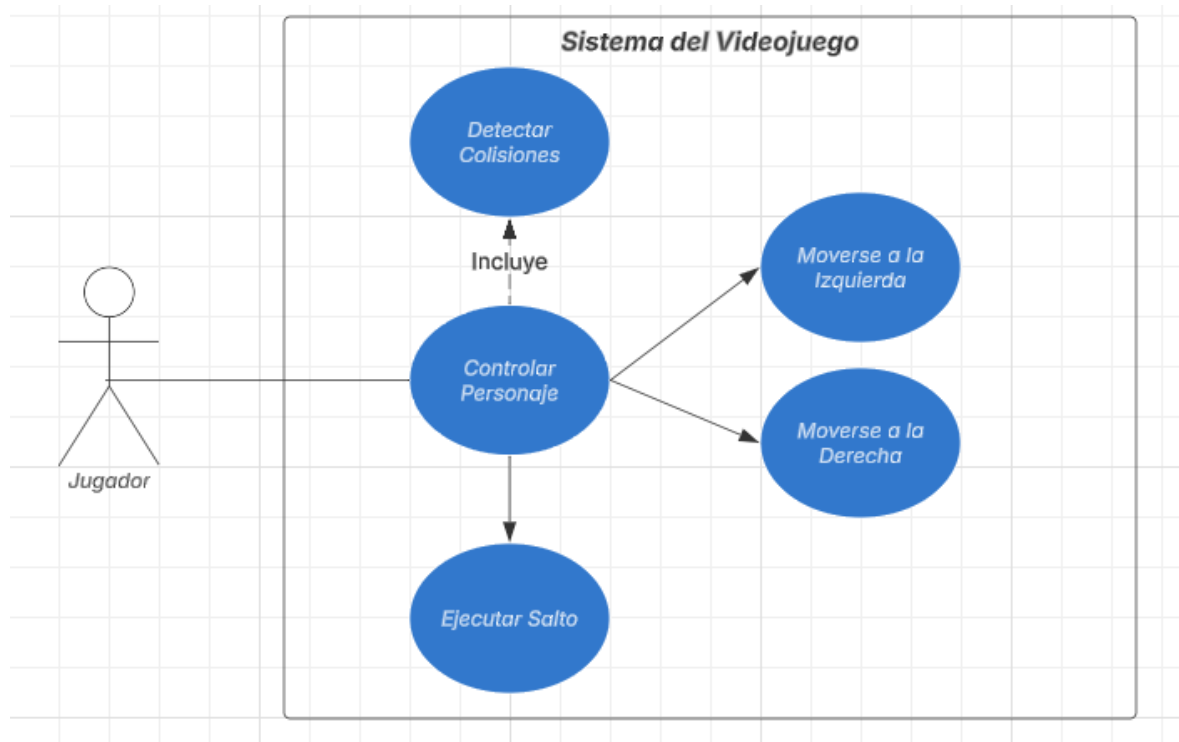 Sistema del Videojuego
Detectar
Colisiones
Incluye
Moverse a la
Izquierda
Controlar
Personaje
Moverse a la
Derecha
Jugador
Ejecutar Salto